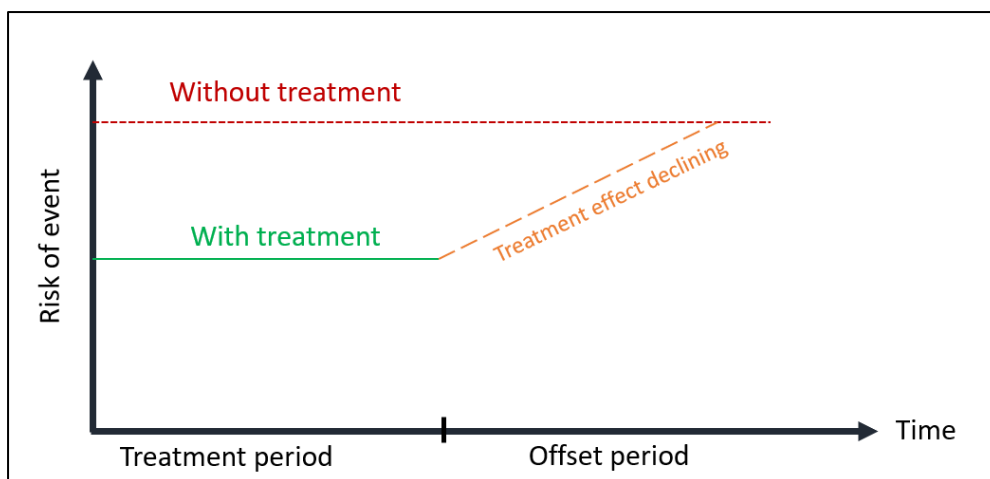 Without treatment
Treatment effect declining
With treatment
Risk of event
Time
Treatment period
Offset period